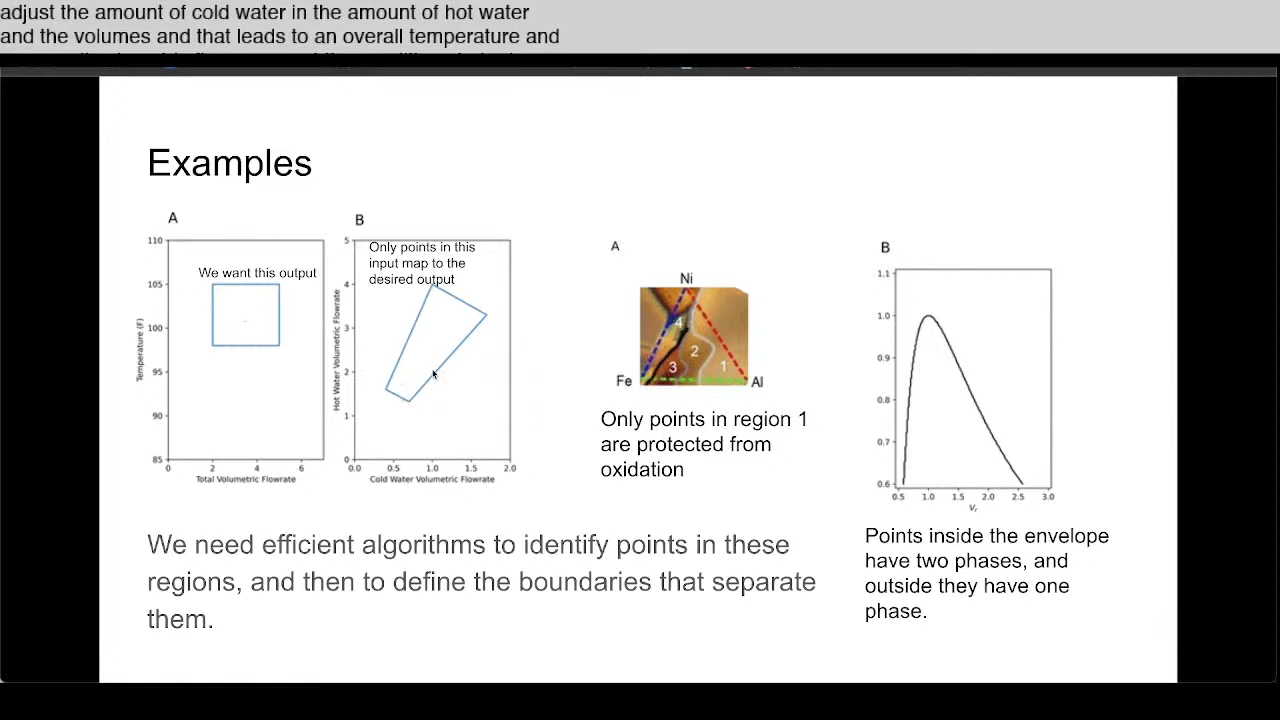 adjust the amount of cold water in the amount of hot water
and the volumes and that leads to an overall temperature and
Examples
A
110
105
100
95
90
85
0
2
4
6
Temperature (F)
Total Volumetric Flowrate
We want this output
B
5
4
3
2
1
0
0.0
0.5
1.0
1.5
2.0
Hot Water Volumetric Flowrate
Cold Water Volumetric Flowrate
Only points in this
input map to the
desired output
A
Ni
4
2
3
1
Fe
Al
Only points in region 1
are protected from
oxidation
B
1.1
1.0
0.9
0.8
0.7
0.6
0.5
1.0
1.5
2.0
2.5
3.0
Vr
Points inside the envelope
have two phases, and
outside they have one
phase.
We need efficient algorithms to identify points in these
regions, and then to define the boundaries that separate
them.